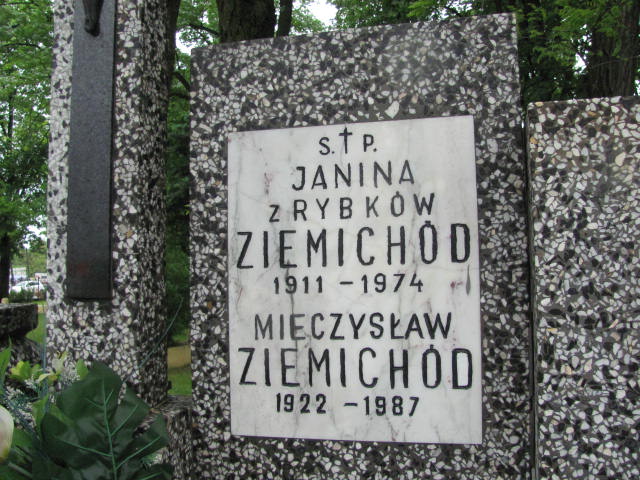 S.†P.
JANINA
z RYBKÓW
ZIEMICHÓD
1911 - 1974
MIECZYSŁAW
ZIEMICHÓD
1922 - 1987